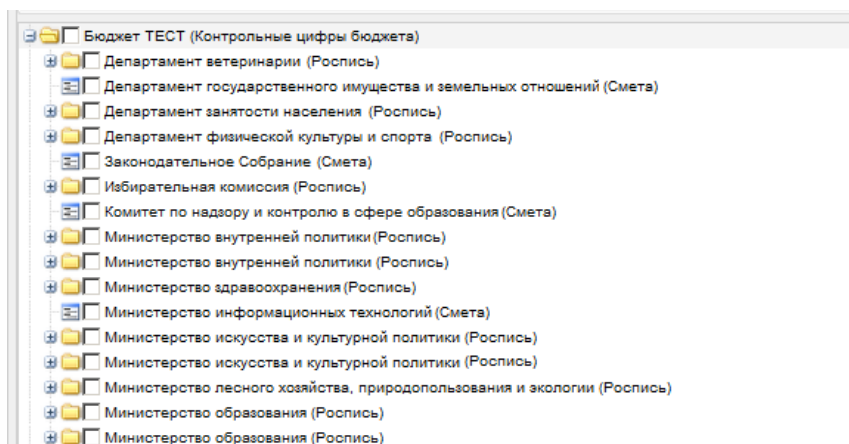 Бюджет ТЕСТ (Контрольные цифры бюджета)
Департамент ветеринарии (Роспись)
Департамент государственного имущества и земельных отношений (Смета)
Департамент занятости населения (Роспись)
Департамент физической культуры и спорта (Роспись)
Законодательное Собрание (Смета)
Избирательная комиссия (Роспись)
Комитет по надзору и контролю в сфере образования (Смета)
Министерство внутренней политики (Роспись)
Министерство внутренней политики (Роспись)
Министерство здравоохранения (Роспись)
Министерство информационных технологий (Смета)
Министерство искусства и культурной политики (Роспись)
Министерство искусства и культурной политики (Роспись)
Министерство лесного хозяйства, природопользования и экологии (Роспись)
Министерство образования (Роспись)
Министерство образования (Роспись)